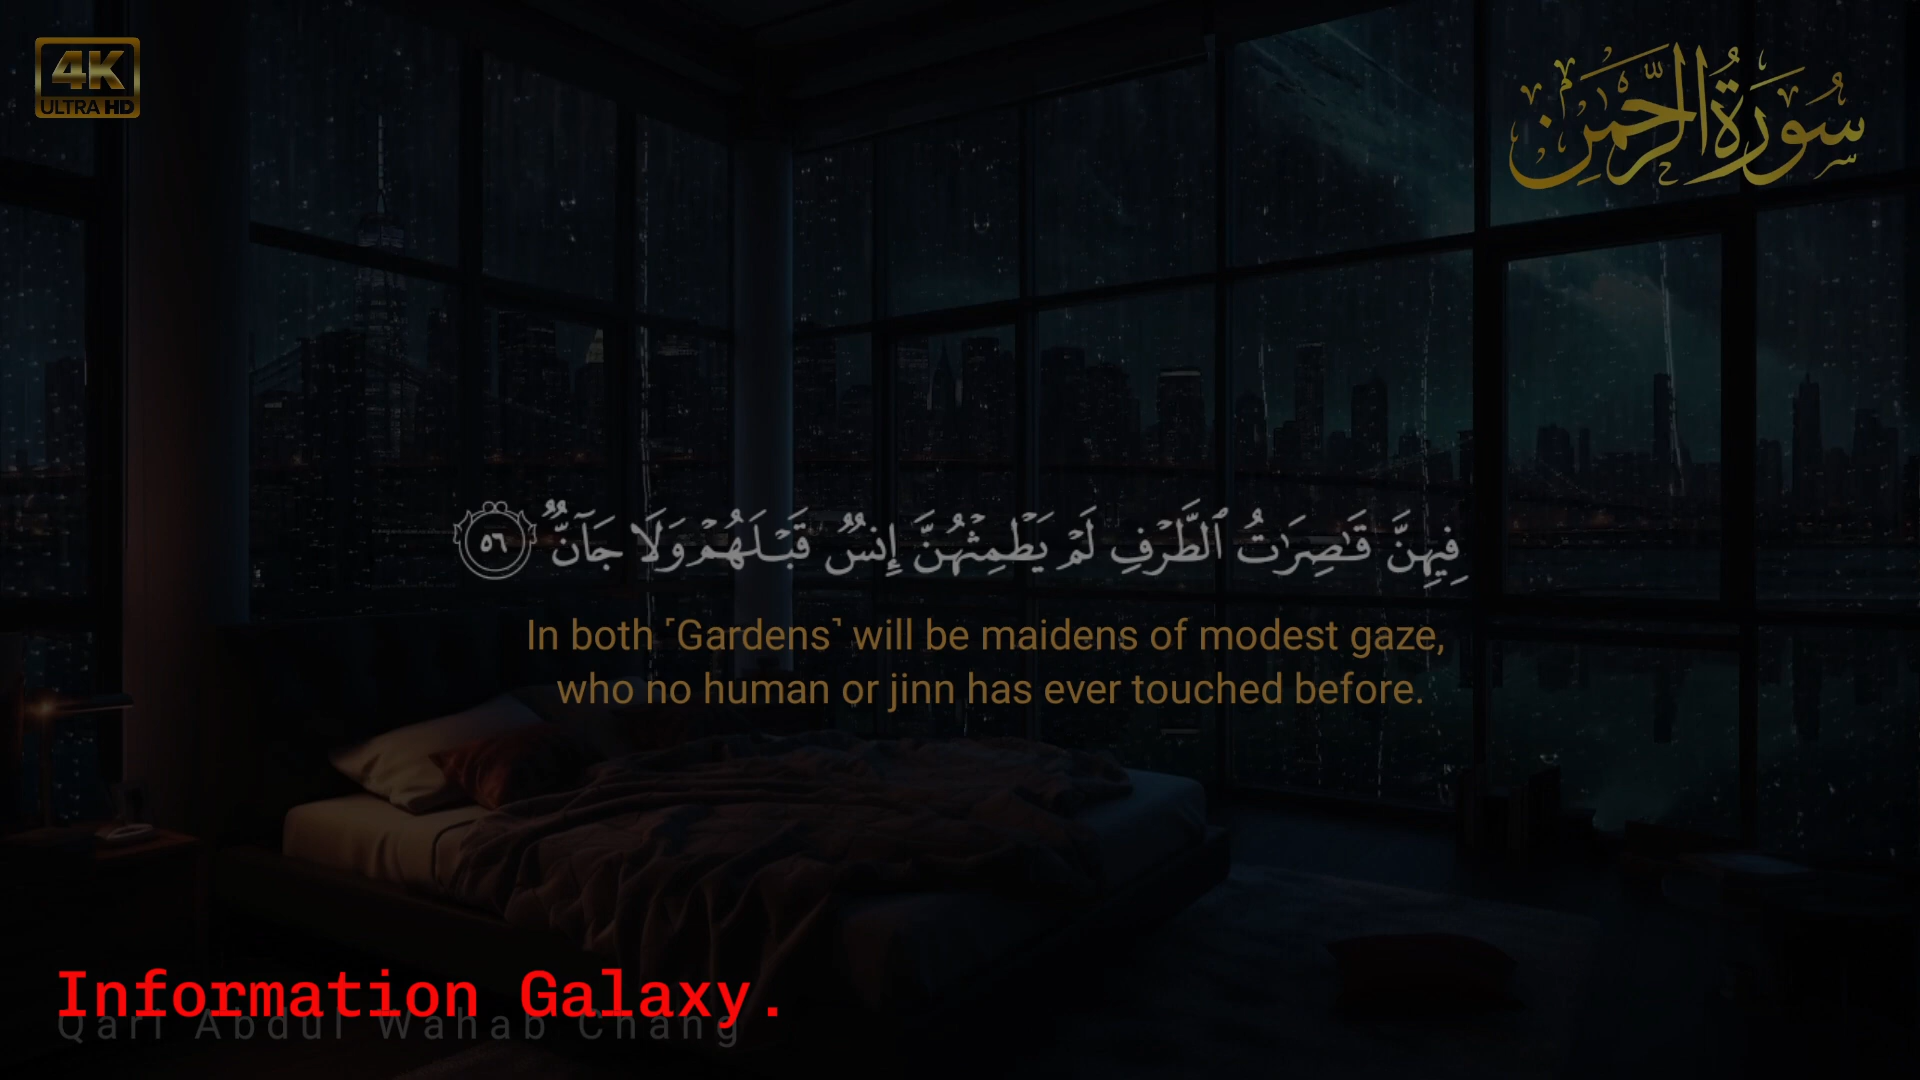 4K
ULTRA HD
سُورَةُ الرَّحْمٰنِ
فِيهِنَّ قَـٰصِرَٰتُ ٱلطَّرْفِ لَمْ يَطْمِثْهُنَّ إِنسٌۭ قَبْلَهُمْ وَلَا جَآنٌّۭ ٥٦
In both ˹Gardens˺ will be maidens of modest gaze,
who no human or jinn has ever touched before.
Information Galaxy.
Qari Abdul Wahab Chang